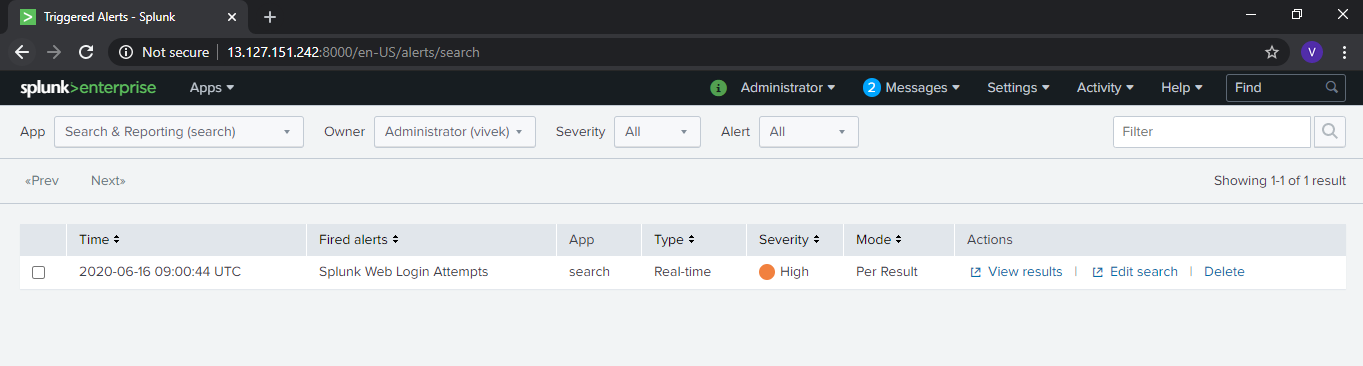 Triggered Alerts - Splunk
Not secure | 13.127.151.242:8000/en-US/alerts/search V
splunk>enterprise Apps i Administrator 2 Messages Settings Activity Help Find
App Search & Reporting (search) Owner Administrator (vivek) Severity All Alert All Filter
«Prev Next» Showing 1-1 of 1 result
Time Fired alerts App Type Severity Mode Actions
2020-06-16 09:00:44 UTC Splunk Web Login Attempts search Real-time High Per Result View results | Edit search | Delete